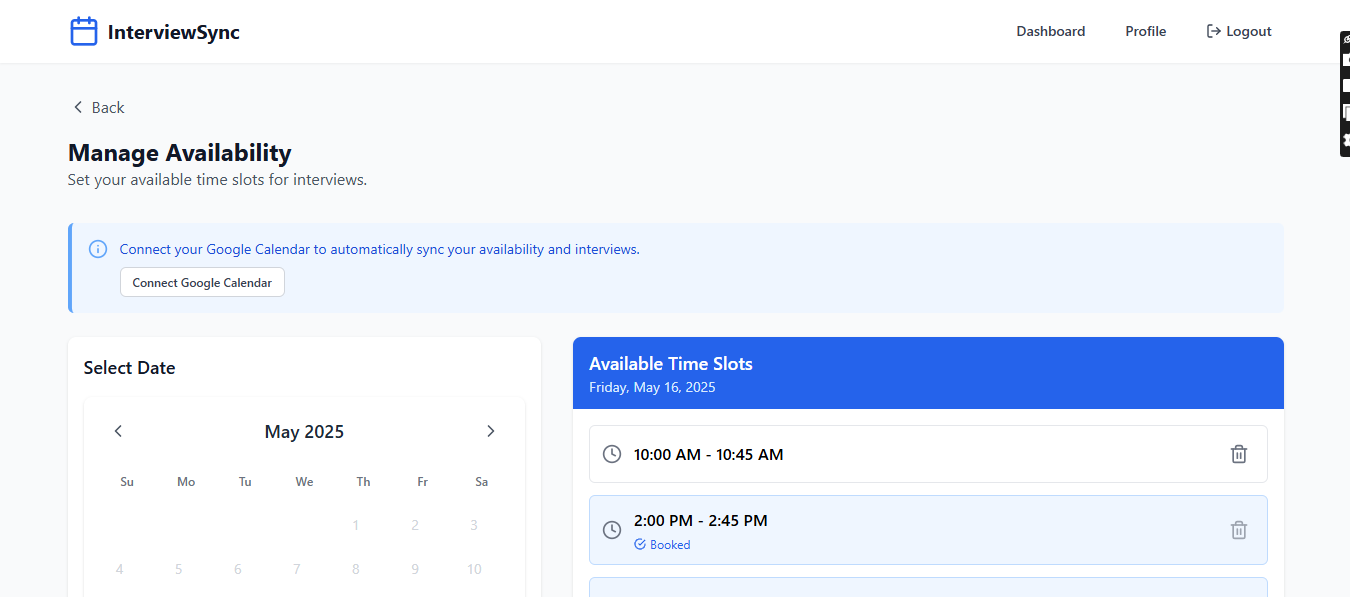 InterviewSync
Dashboard
Profile
Logout
Back
Manage Availability
Set your available time slots for interviews.
Connect your Google Calendar to automatically sync your availability and interviews.
Connect Google Calendar
Select Date
May 2025
Su Mo Tu We Th Fr Sa
1 2 3
4 5 6 7 8 9 10
Available Time Slots
Friday, May 16, 2025
10:00 AM - 10:45 AM
2:00 PM - 2:45 PM
Booked